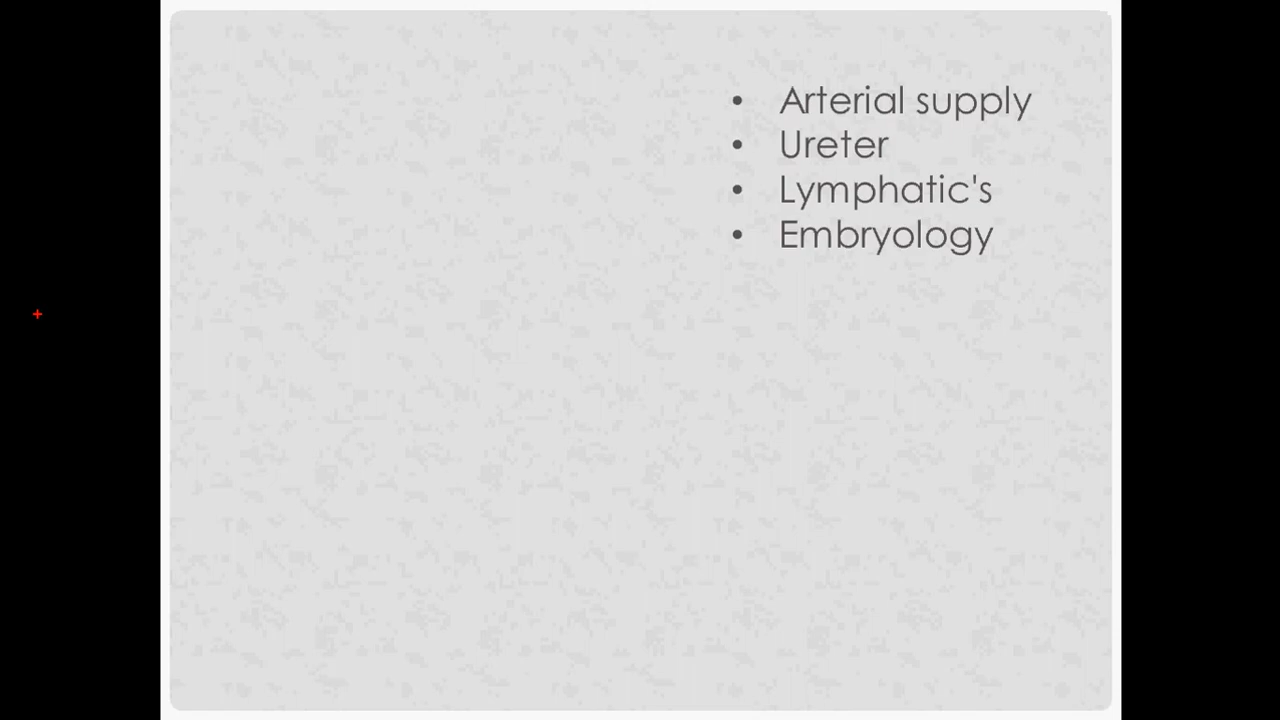 • Arterial supply
• Ureter
• Lymphatic's
• Embryology